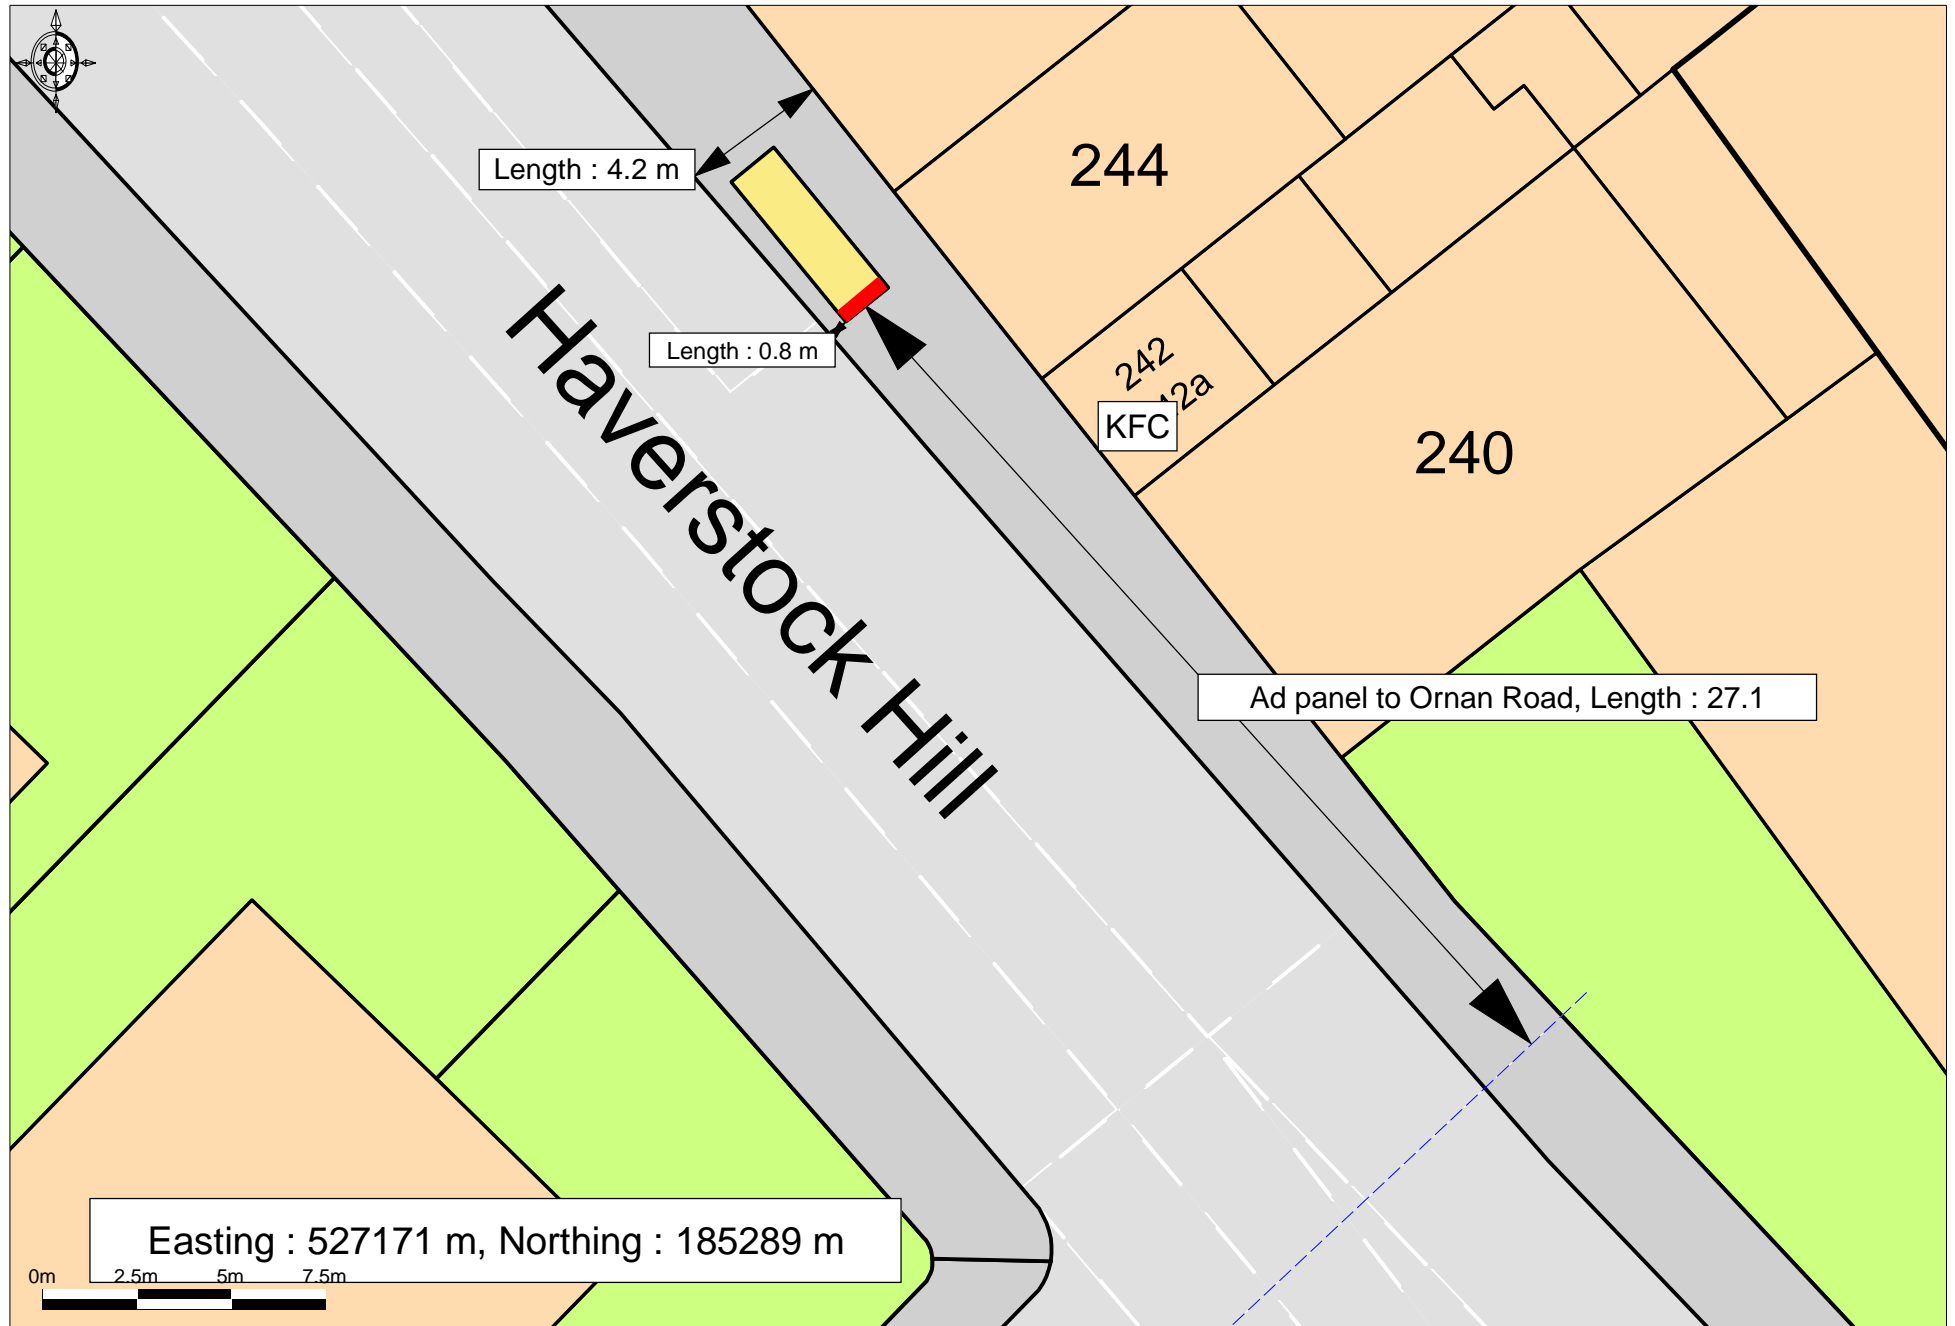 244
Length : 4.2 m
Haverstock Hill
Length : 0.8 m
242
KFC
240
Ad panel to Ornan Road, Length : 27.1
Easting : 527171 m, Northing : 185289 m
0m 2.5m 5m 7.5m